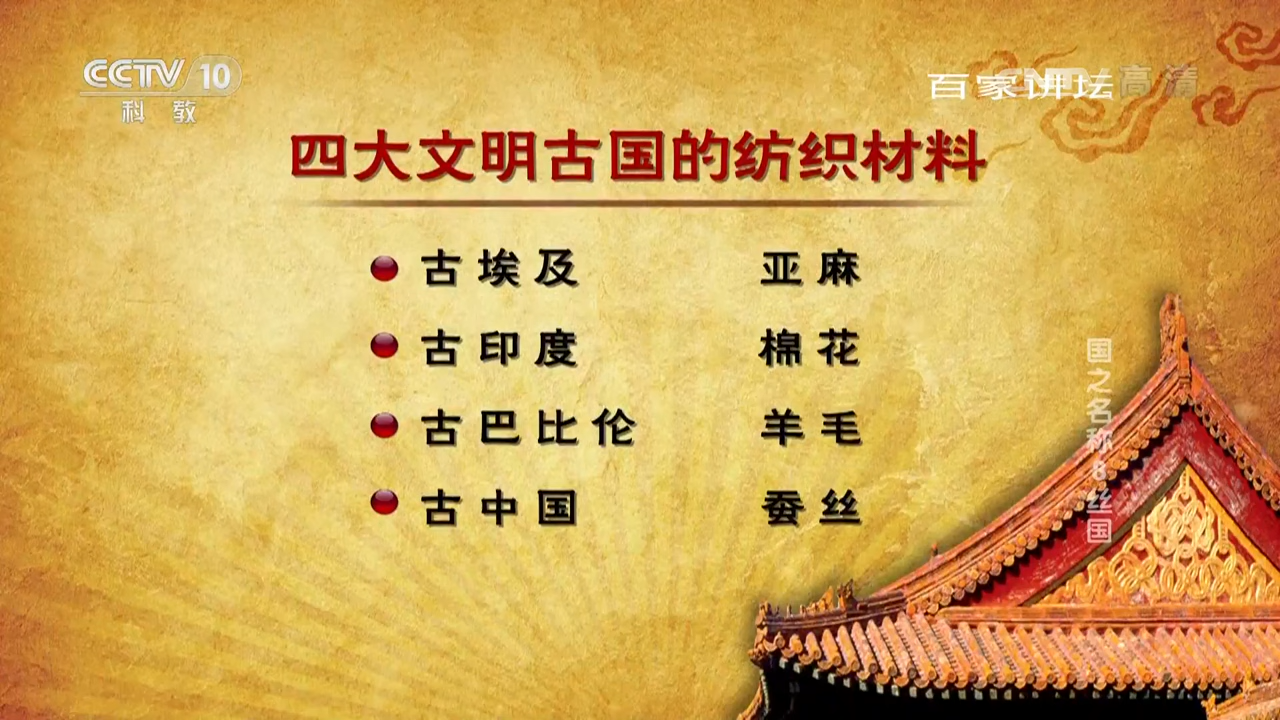 CCTV 10
科教
百家讲坛
高清
四大文明古国的纺织材料
古埃及 亚麻
古印度 棉花
古巴比伦 羊毛
古中国 蚕丝
国之名称8丝国